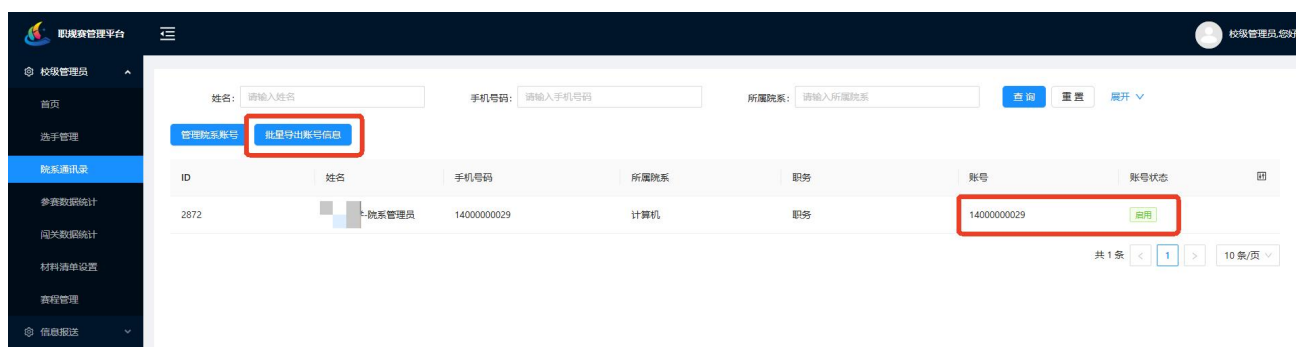 职规赛管理平台
校级管理员,您好
校级管理员
首页
选手管理
院系通讯录
参赛数据统计
闯关数据统计
材料清单设置
赛程管理
信息报送
姓名: 请输入姓名 手机号码: 请输入手机号码 所属院系: 请输入所属院系 查询 重置 展开
管理院系账号 批量导出账号信息
ID 姓名 手机号码 所属院系 职务 账号 账号状态
2872 -院系管理员 14000000029 计算机 职务 14000000029 启用
共1条 < 1 > 10条/页